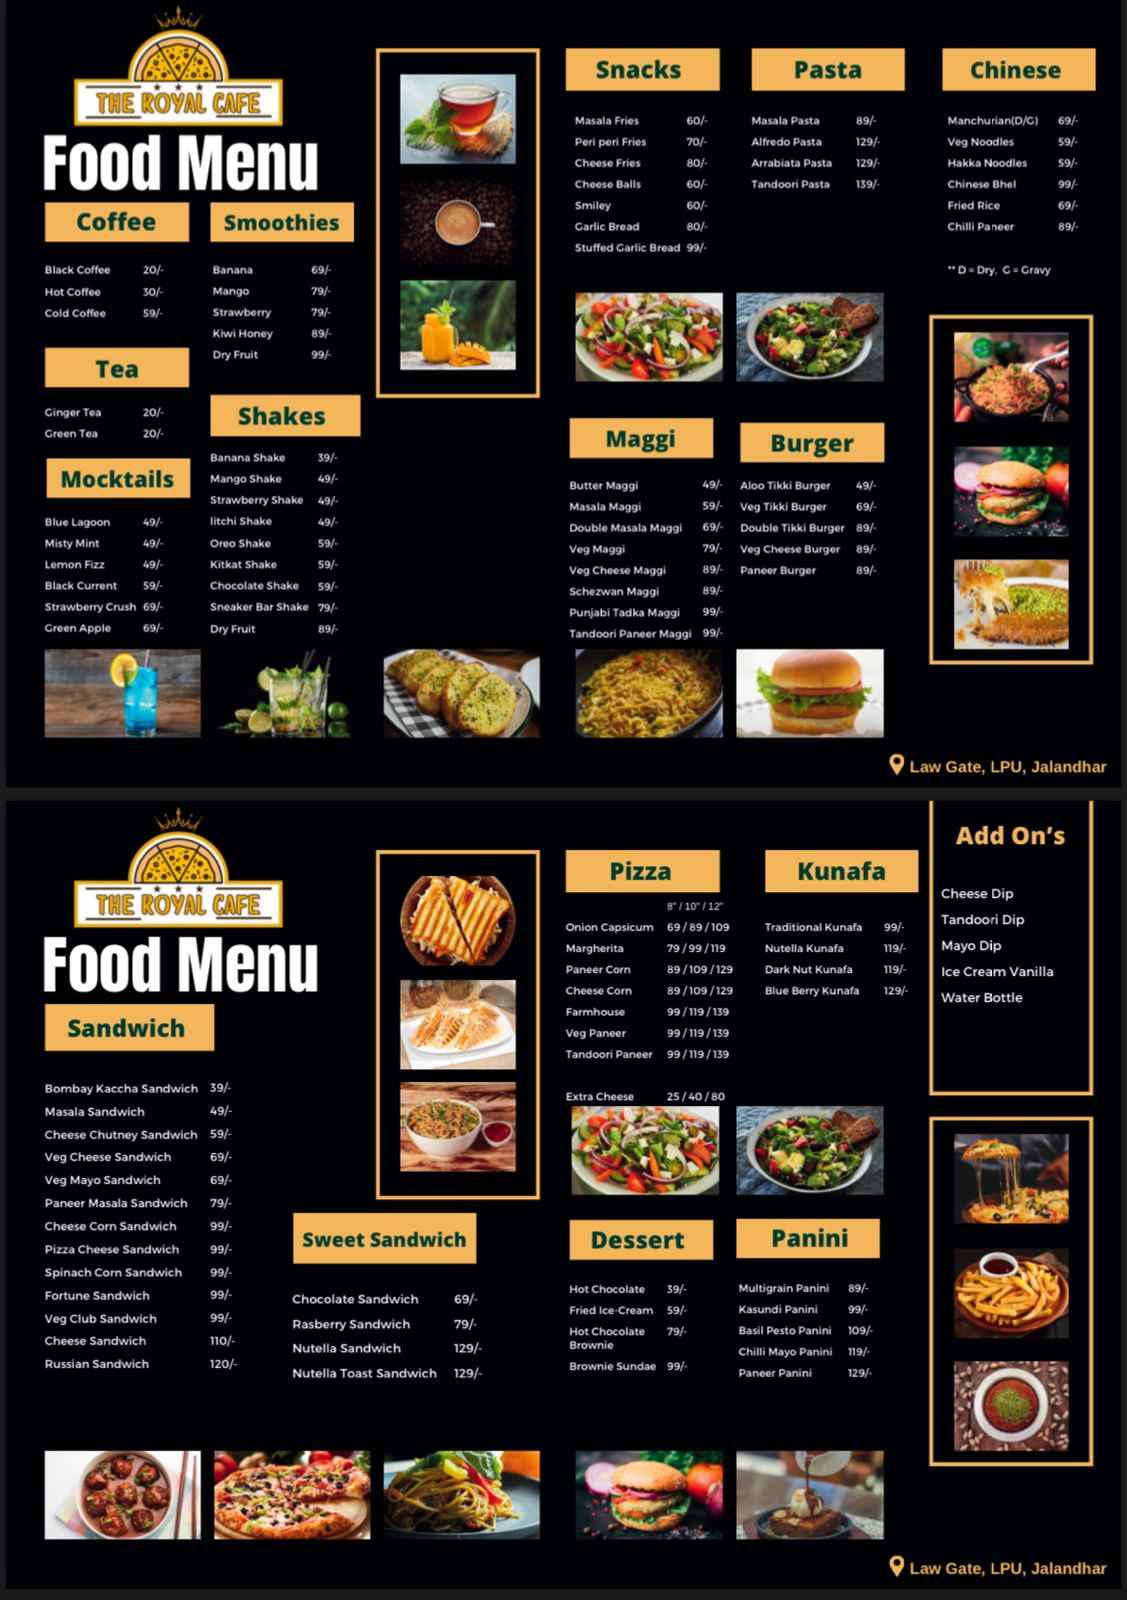 THE ROYAL CAFE
Food Menu
Coffee
Black Coffee 20/-
Hot Coffee 30/-
Cold Coffee 59/-
Tea
Ginger Tea 20/-
Green Tea 20/-
Mocktails
Blue Lagoon 49/-
Misty Mint 49/-
Lemon Fizz 49/-
Black Current 59/-
Strawberry Crush 69/-
Green Apple 69/-
Smoothies
Banana 69/-
Mango 79/-
Strawberry 79/-
Kiwi Honey 89/-
Dry Fruit 99/-
Shakes
Banana Shake 39/-
Mango Shake 49/-
Strawberry Shake 49/-
litchi Shake 49/-
Oreo Shake 59/-
Kitkat Shake 59/-
Chocolate Shake 59/-
Sneaker Bar Shake 79/-
Dry Fruit 89/-
Snacks
Masala Fries 60/-
Peri peri Fries 70/-
Cheese Fries 80/-
Cheese Balls 60/-
Smiley 60/-
Garlic Bread 80/-
Stuffed Garlic Bread 99/-
Pasta
Masala Pasta 89/-
Alfredo Pasta 129/-
Arrabiata Pasta 129/-
Tandoori Pasta 139/-
Chinese
Manchurian(D/G) 69/-
Veg Noodles 59/-
Hakka Noodles 59/-
Chinese Bhel 99/-
Fried Rice 69/-
Chilli Paneer 89/-
** D = Dry, G = Gravy
Maggi
Butter Maggi 49/-
Masala Maggi 59/-
Double Masala Maggi 69/-
Veg Maggi 79/-
Veg Cheese Maggi 89/-
Schezwan Maggi 89/-
Punjabi Tadka Maggi 99/-
Tandoori Paneer Maggi 99/-
Burger
Aloo Tikki Burger 49/-
Veg Tikki Burger 69/-
Double Tikki Burger 89/-
Veg Cheese Burger 89/-
Paneer Burger 89/-
Law Gate, LPU, Jalandhar
THE ROYAL CAFE
Food Menu
Sandwich
Bombay Kaccha Sandwich 39/-
Masala Sandwich 49/-
Cheese Chutney Sandwich 59/-
Veg Cheese Sandwich 69/-
Veg Mayo Sandwich 69/-
Paneer Masala Sandwich 79/-
Cheese Corn Sandwich 99/-
Pizza Cheese Sandwich 99/-
Spinach Corn Sandwich 99/-
Fortune Sandwich 99/-
Veg Club Sandwich 99/-
Cheese Sandwich 110/-
Russian Sandwich 120/-
Sweet Sandwich
Chocolate Sandwich 69/-
Rasberry Sandwich 79/-
Nutella Sandwich 129/-
Nutella Toast Sandwich 129/-
Pizza
8" / 10" / 12"
Onion Capsicum 69 / 89 / 109
Margherita 79 / 99 / 119
Paneer Corn 89 / 109 / 129
Cheese Corn 89 / 109 / 129
Farmhouse 99 / 119 / 139
Veg Paneer 99 / 119 / 139
Tandoori Paneer 99 / 119 / 139
Extra Cheese 25 / 40 / 80
Kunafa
Traditional Kunafa 99/-
Nutella Kunafa 119/-
Dark Nut Kunafa 119/-
Blue Berry Kunafa 129/-
Add On's
Cheese Dip
Tandoori Dip
Mayo Dip
Ice Cream Vanilla
Water Bottle
Dessert
Hot Chocolate 39/-
Fried Ice-Cream 59/-
Hot Chocolate 79/-
Brownie
Brownie Sundae 99/-
Panini
Multigrain Panini 89/-
Kasundi Panini 99/-
Basil Pesto Panini 109/-
Chilli Mayo Panini 119/-
Paneer Panini 129/-
Law Gate, LPU, Jalandhar